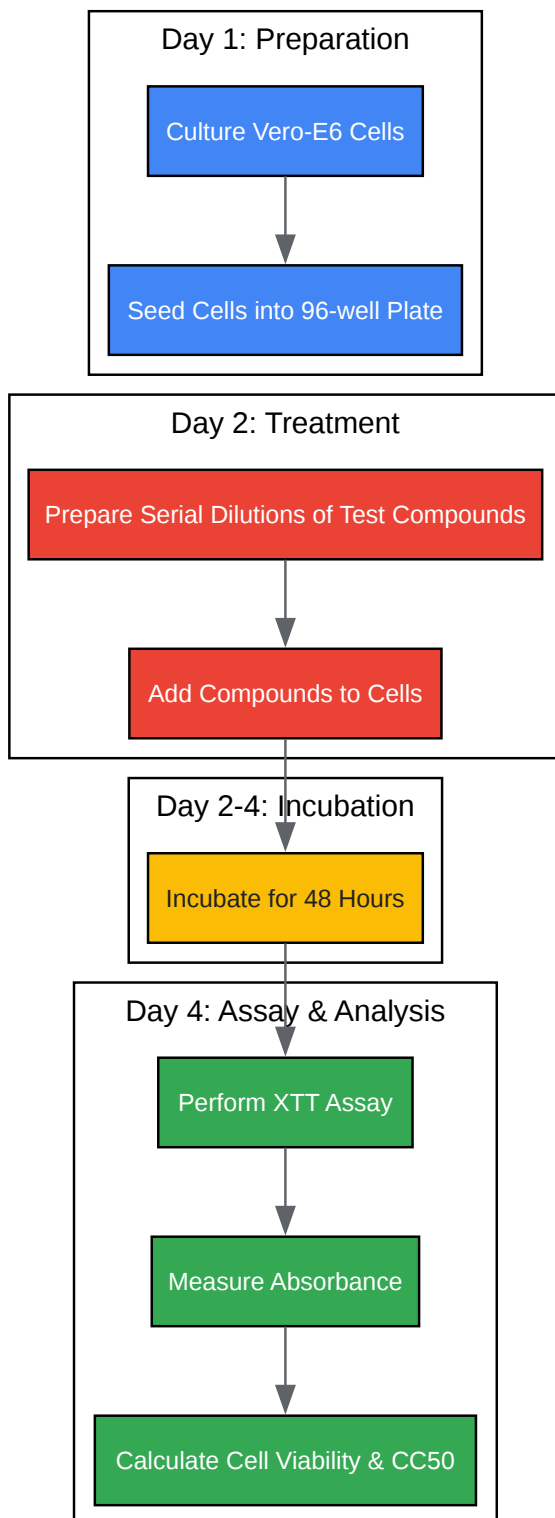 Day 1: Preparation
Culture Vero-E6 Cells
Seed Cells into 96-well Plate
Day 2: Treatment
Prepare Serial Dilutions of Test Compounds
Add Compounds to Cells
Day 2-4: Incubation
Incubate for 48 Hours
Day 4: Assay & Analysis
Perform XTT Assay
Measure Absorbance
Calculate Cell Viability & CC50